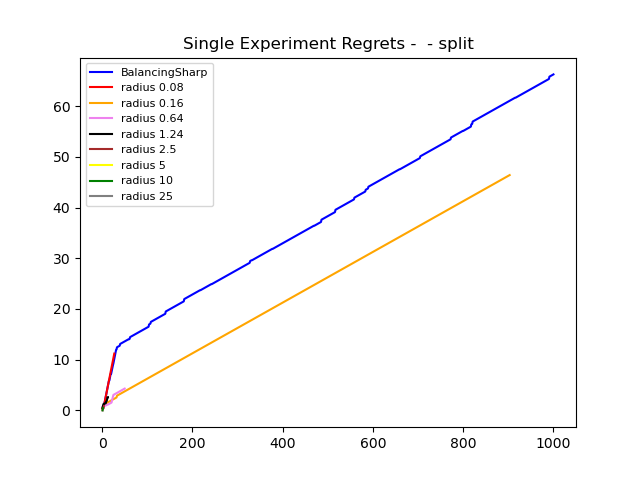 Single Experiment Regrets -  - split
BalancingSharp
radius 0.08
radius 0.16
radius 0.64
radius 1.24
radius 2.5
radius 5
radius 10
radius 25
60
50
40
30
20
10
0
0 200 400 600 800 1000